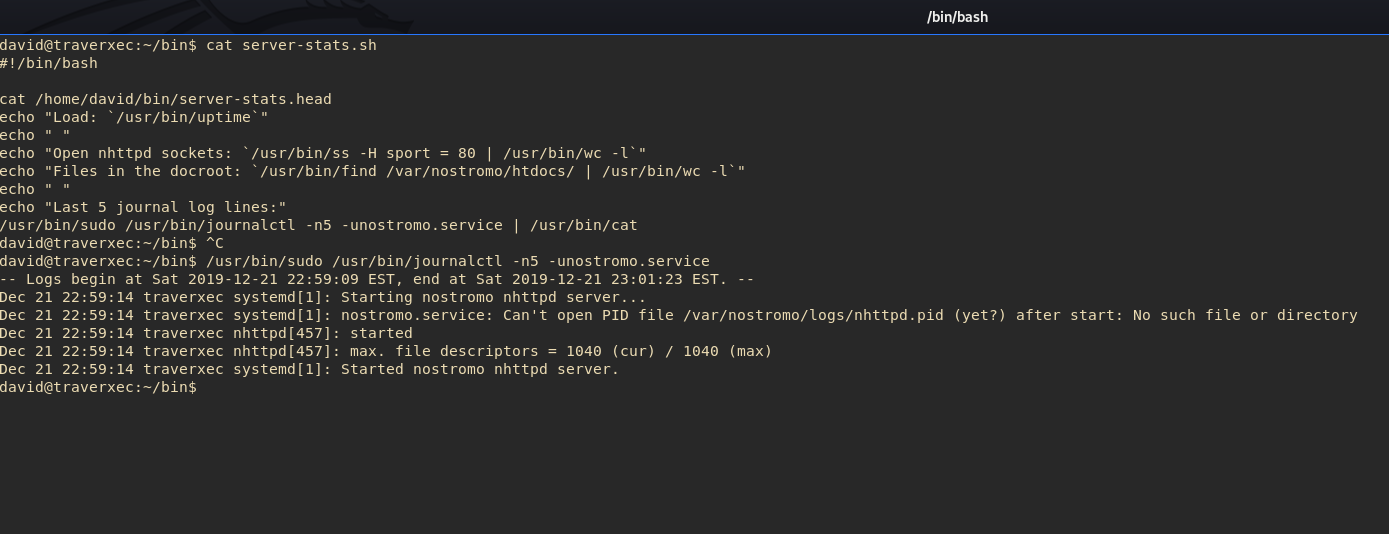 /bin/bash
david@traverxec:~/bin$ cat server-stats.sh
#!/bin/bash
cat /home/david/bin/server-stats.head
echo "Load: `/usr/bin/uptime`"
echo " "
echo "Open nhttpd sockets: `/usr/bin/ss -H sport = 80 | /usr/bin/wc -l`"
echo "Files in the docroot: `/usr/bin/find /var/nostromo/htdocs/ | /usr/bin/wc -l`"
echo " "
echo "Last 5 journal log lines:"
/usr/bin/sudo /usr/bin/journalctl -n5 -unostromo.service | /usr/bin/cat
david@traverxec:~/bin$ ^C
david@traverxec:~/bin$ /usr/bin/sudo /usr/bin/journalctl -n5 -unostromo.service
-- Logs begin at Sat 2019-12-21 22:59:09 EST, end at Sat 2019-12-21 23:01:23 EST. --
Dec 21 22:59:14 traverxec systemd[1]: Starting nostromo nhttpd server...
Dec 21 22:59:14 traverxec systemd[1]: nostromo.service: Can't open PID file /var/nostromo/logs/nhttpd.pid (yet?) after start: No such file or directory
Dec 21 22:59:14 traverxec nhttpd[457]: started
Dec 21 22:59:14 traverxec nhttpd[457]: max. file descriptors = 1040 (cur) / 1040 (max)
Dec 21 22:59:14 traverxec systemd[1]: Started nostromo nhttpd server.
david@traverxec:~/bin$